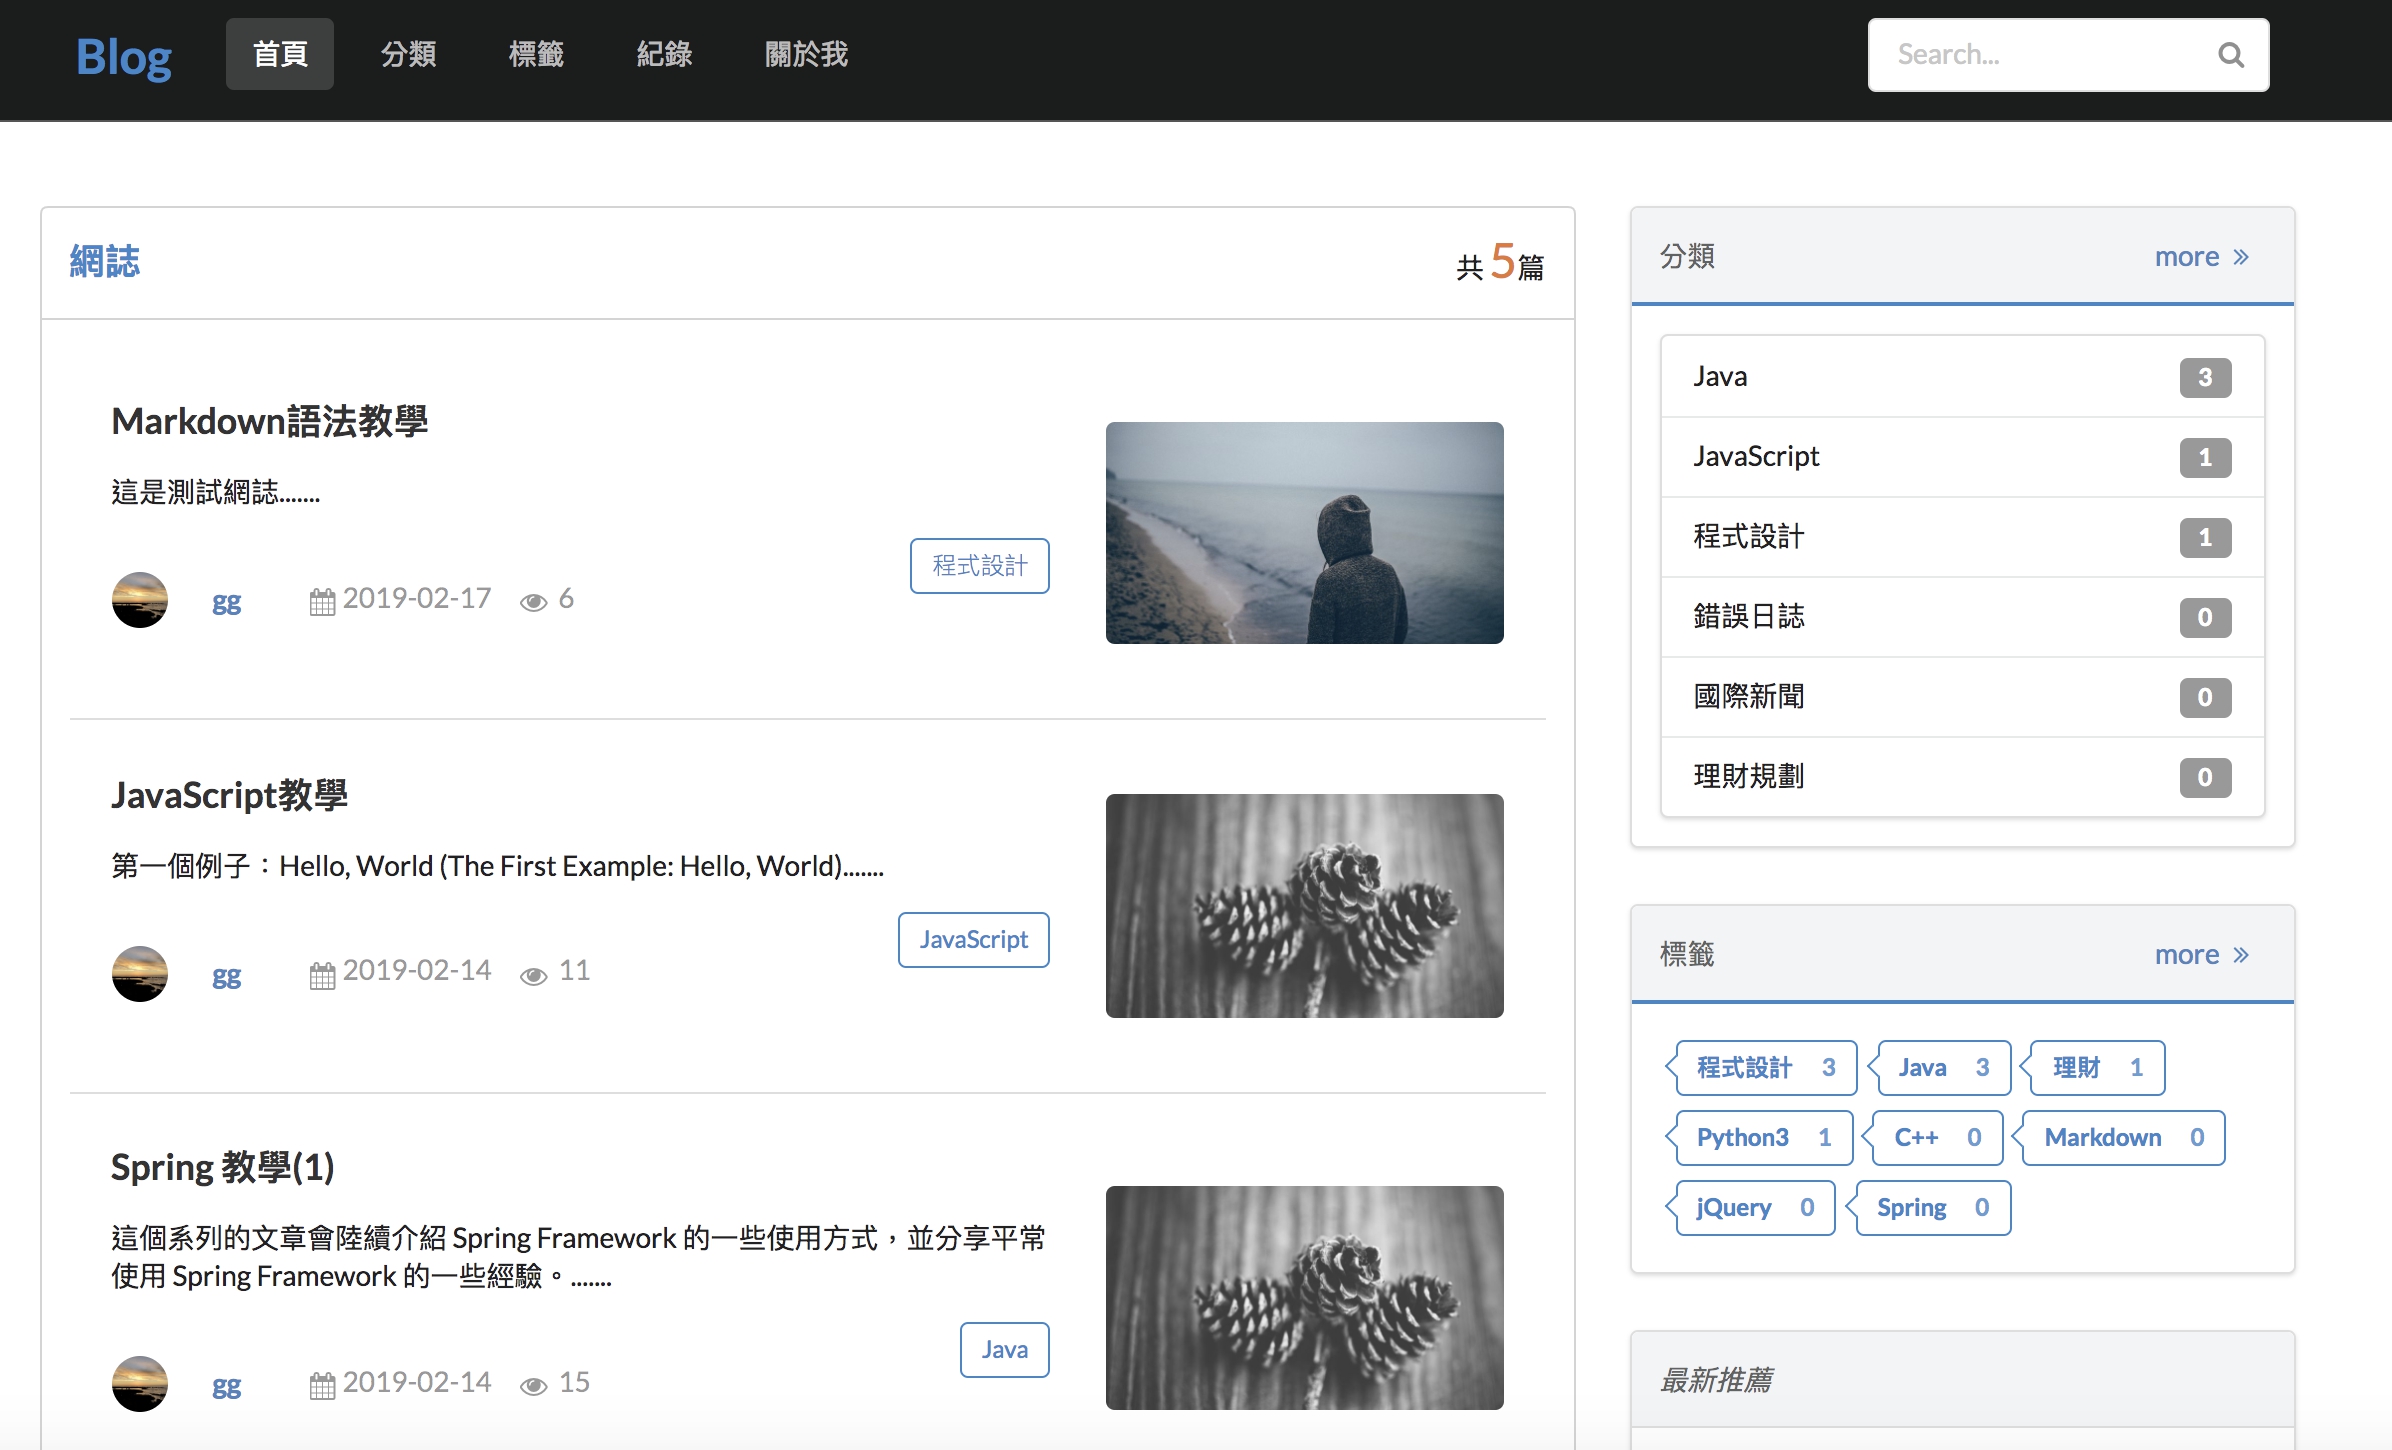 Blog 首頁 分類 標籤 紀錄 關於我 Search...
網誌 共5篇
Markdown語法教學
這是測試網誌.......
程式設計
gg 2019-02-17 6
JavaScript教學
第一個例子：Hello, World (The First Example: Hello, World).......
JavaScript
gg 2019-02-14 11
Spring 教學(1)
這個系列的文章會陸續介紹 Spring Framework 的一些使用方式，並分享平常
使用 Spring Framework 的一些經驗。.......
Java
gg 2019-02-14 15
分類 more
Java 3
JavaScript 1
程式設計 1
錯誤日誌 0
國際新聞 0
理財規劃 0
標籤 more
程式設計 3 Java 3 理財 1
Python3 1 C++ 0 Markdown 0
jQuery 0 Spring 0
最新推薦